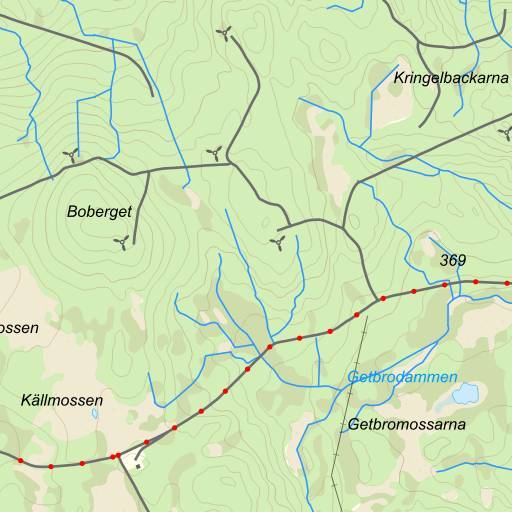 Kringelbackarna
Boberget
369
ossen
Getbrodammen
Källmossen
Getbromossarna